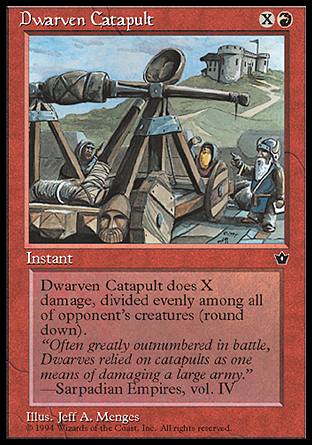 Dwarven Catapult X
Instant
Dwarven Catapult does X
damage, divided evenly among all
of opponent's creatures (round
down).
"Often greatly outnumbered in battle,
Dwarves relied on catapults as one
means of damaging a large army."
—Sarpadian Empires, vol. IV
Illus. Jeff A. Menges
© 1994 Wizards of the Coast, Inc. All rights reserved.